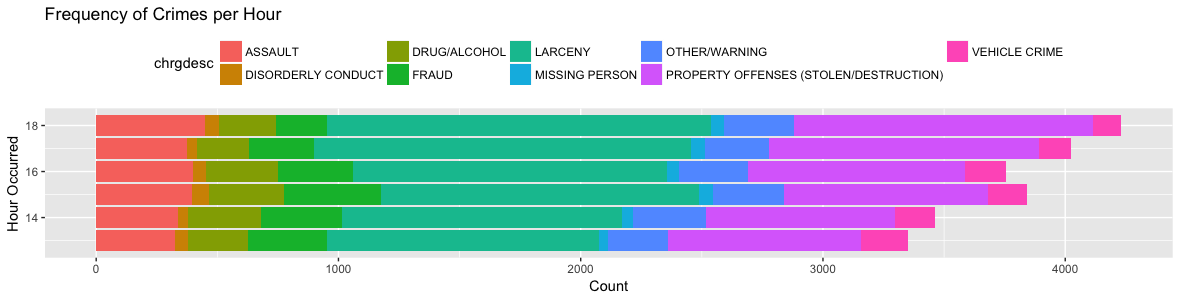 Frequency of Crimes per Hour
chrgdesc
ASSAULT DRUG/ALCOHOL LARCENY OTHER/WARNING VEHICLE CRIME
DISORDERLY CONDUCT FRAUD MISSING PERSON PROPERTY OFFENSES (STOLEN/DESTRUCTION)
Hour Occurred
18
16
14
0 1000 2000 3000 4000
Count